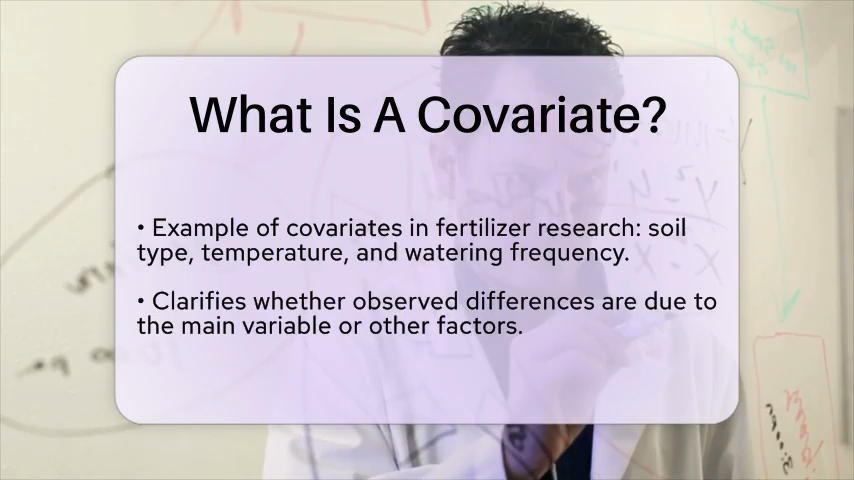 What Is A Covariate?
• Example of covariates in fertilizer research: soil
type, temperature, and watering frequency.
• Clarifies whether observed differences are due to
the main variable or other factors.